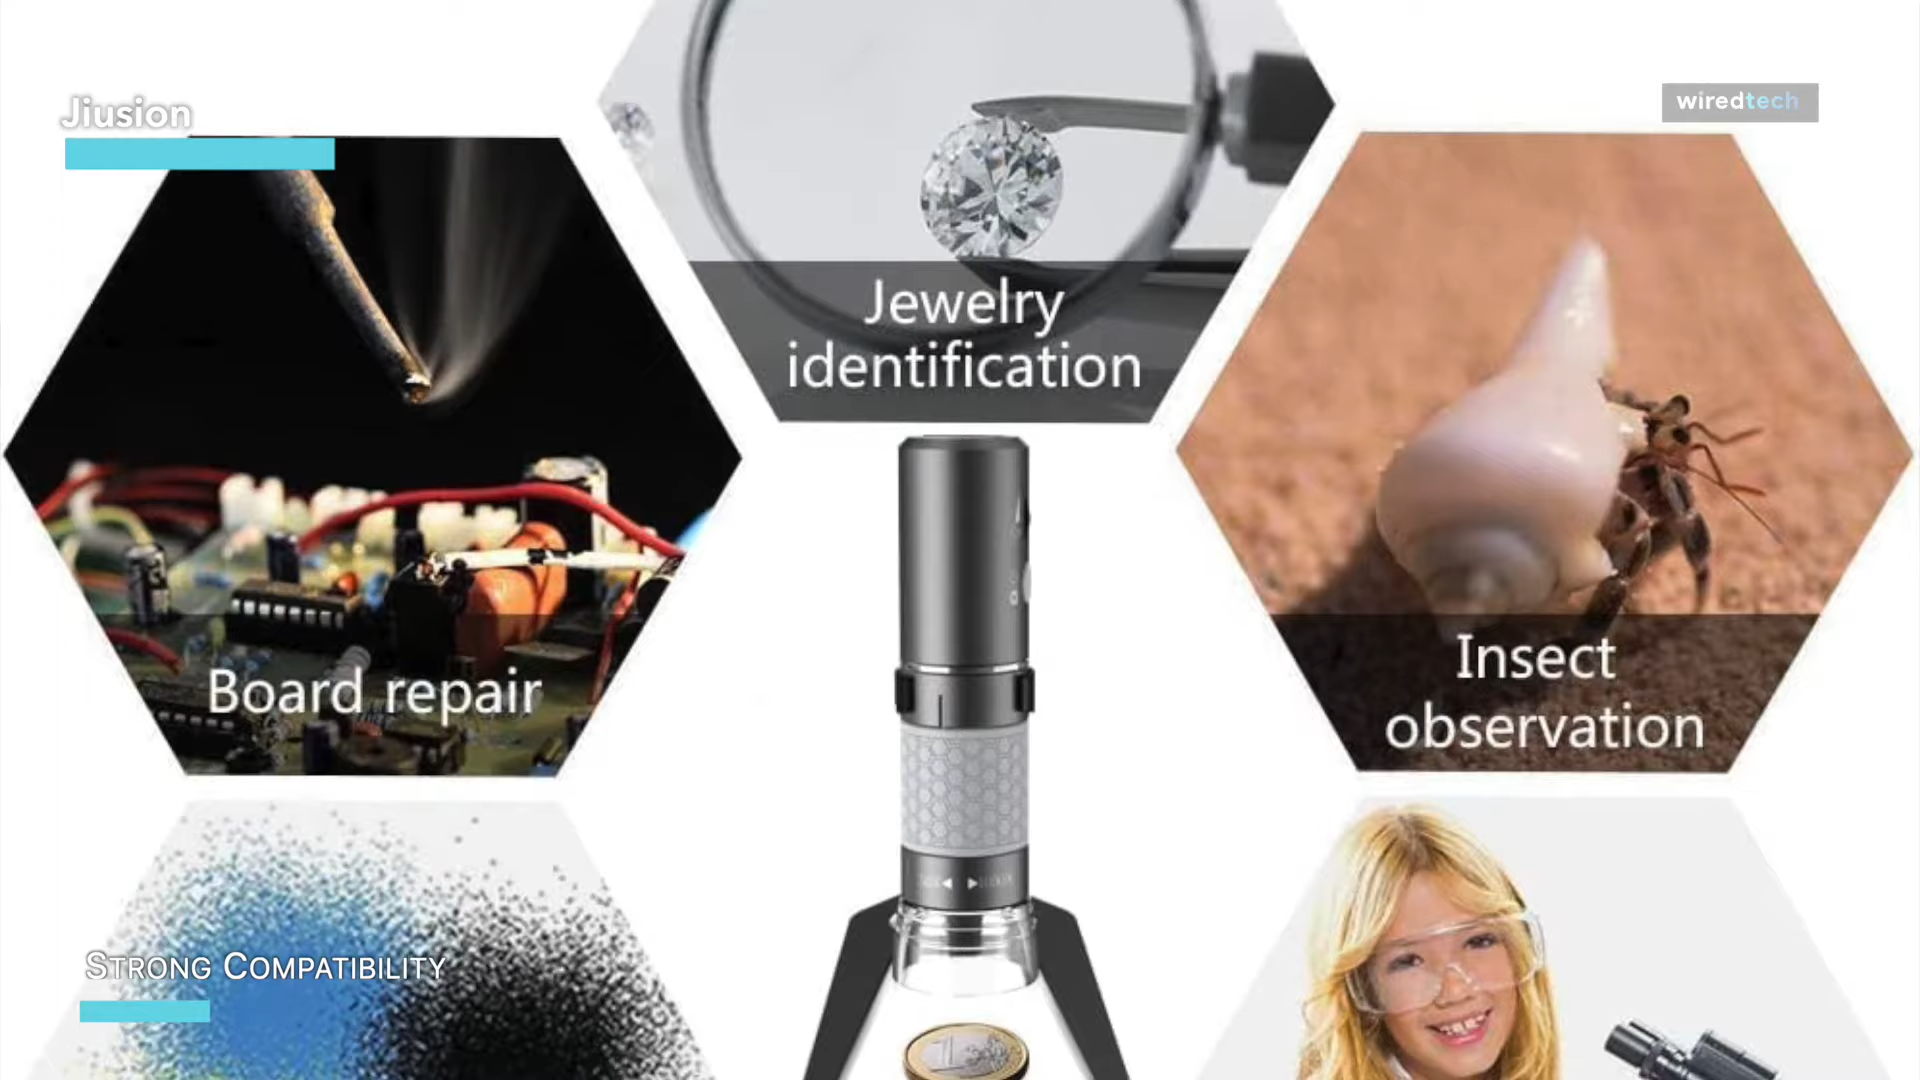 Jiusion
wiredtech
Jewelry
identification
Board repair
Insect
observation
STRONG COMPATIBILITY